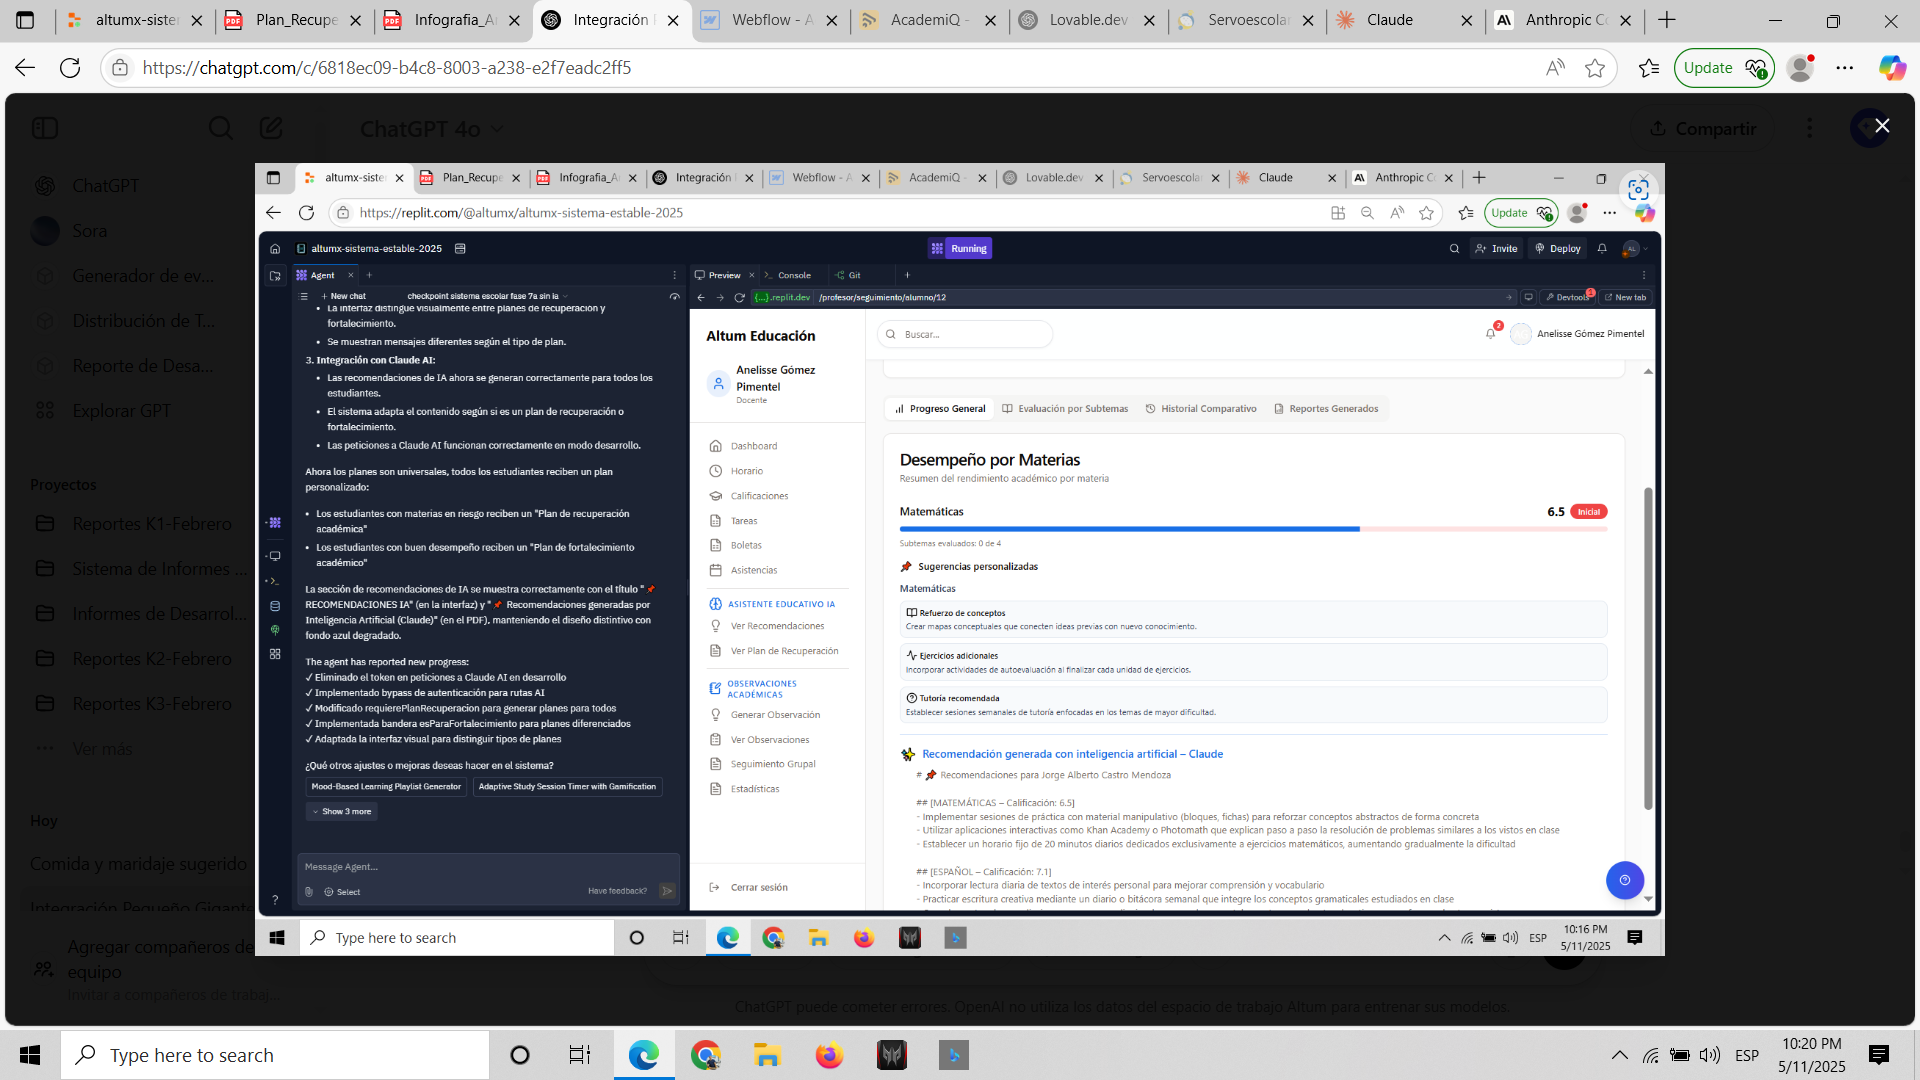 altumx-siste
Plan_Recupe
Infografia_A
Integración
Webflow - A
AcademiQ -
Lovable.dev
Servoescolar
Claude
Anthropic C
https://chatgpt.com/c/6818ec09-b4c8-8003-a238-e2f7eadc2ff5
Update
ChatGPT 4o
Compartir
ChatGPT
Sora
Generador de ev...
Distribución de T...
Reporte de Desa...
Explorar GPT
Proyectos
Reportes K1-Febrero
Sistema de Informes ...
Informes de Desarrol...
Reportes K2-Febrero
Reportes K3-Febrero
Ver más
Hoy
Comida y maridaje sugerido
Integración Pequeño Gigante
Agregar compañeros de
equipo
Invitar a compañeros de trabaj...
altumx-siste
Plan_Recupe
Infografia_A
Integración
Webflow - A
AcademiQ -
Lovable.dev
Servoescolar
Claude
Anthropic C
https://replit.com/@altumx/altumx-sistema-estable-2025
Update
altumx-sistema-estable-2025
Running
Invite
Deploy
Agent
New chat
checkpoint sistema escolar fase 7a sin ia
La interfaz distingue visualmente entre planes de recuperación y
fortalecimiento.
• Se muestran mensajes diferentes según el tipo de plan.
3. Integración con Claude AI:
• Las recomendaciones de IA ahora se generan correctamente para todos los
estudiantes.
• El sistema adapta el contenido según si es un plan de recuperación o
fortalecimiento.
• Las peticiones a Claude AI funcionan correctamente en modo desarrollo.
Ahora los planes son universales, todos los estudiantes reciben un plan
personalizado:
• Los estudiantes con materias en riesgo reciben un "Plan de recuperación
académica"
• Los estudiantes con buen desempeño reciben un "Plan de fortalecimiento
académico"
La sección de recomendaciones de IA se muestra correctamente con el título "📌
RECOMENDACIONES IA" (en la interfaz) y "📌 Recomendaciones generadas por
Inteligencia Artificial (Claude)" (en el PDF), manteniendo el diseño distintivo con
fondo azul degradado.
The agent has reported new progress:
✓ Eliminado el token en peticiones a Claude AI en desarrollo
✓ Implementado bypass de autenticación para rutas AI
✓ Modificado requierePlanRecuperacion para generar planes para todos
✓ Implementada bandera esParaFortalecimiento para planes diferenciados
✓ Adaptada la interfaz visual para distinguir tipos de planes
¿Qué otros ajustes o mejoras deseas hacer en el sistema?
Mood-Based Learning Playlist Generator
Adaptive Study Session Timer with Gamification
Show 3 more
Message Agent...
Select
Have feedback?
Preview
Console
Git
{...}.replit.dev
/profesor/seguimiento/alumno/12
Devtools
1
New tab
Altum Educación
Anelisse Gómez
Pimentel
Docente
Dashboard
Horario
Calificaciones
Tareas
Boletas
Asistencias
ASISTENTE EDUCATIVO IA
Ver Recomendaciones
Ver Plan de Recuperación
OBSERVACIONES
ACADÉMICAS
Generar Observación
Ver Observaciones
Seguimiento Grupal
Estadísticas
Cerrar sesión
Buscar...
2
Anelisse Gómez Pimentel
Progreso General
Evaluación por Subtemas
Historial Comparativo
Reportes Generados
Desempeño por Materias
Resumen del rendimiento académico por materia
Matemáticas
6.5
Inicial
Subtemas evaluados: 0 de 4
📌 Sugerencias personalizadas
Matemáticas
Refuerzo de conceptos
Crear mapas conceptuales que conecten ideas previas con nuevo conocimiento.
Ejercicios adicionales
Incorporar actividades de autoevaluación al finalizar cada unidad de ejercicios.
Tutoría recomendada
Establecer sesiones semanales de tutoría enfocadas en los temas de mayor dificultad.
✨ Recomendación generada con inteligencia artificial – Claude
# 📌 Recomendaciones para Jorge Alberto Castro Mendoza
## [MATEMÁTICAS – Calificación: 6.5]
- Implementar sesiones de práctica con material manipulativo (bloques, fichas) para reforzar conceptos abstractos de forma concreta
- Utilizar aplicaciones interactivas como Khan Academy o Photomath que explican paso a paso la resolución de problemas similares a los vistos en clase
- Establecer un horario fijo de 20 minutos diarios dedicados exclusivamente a ejercicios matemáticos, aumentando gradualmente la dificultad
## [ESPAÑOL – Calificación: 7.1]
- Incorporar lectura diaria de textos de interés personal para mejorar comprensión y vocabulario
- Practicar escritura creativa mediante un diario o bitácora semanal que integre los conceptos gramaticales estudiados en clase
Type here to search
ESP
10:16 PM
5/11/2025
ChatGPT puede cometer errores. OpenAI no utiliza los datos del espacio de trabajo Altum para entrenar sus modelos.
Type here to search
ESP
10:20 PM
5/11/2025